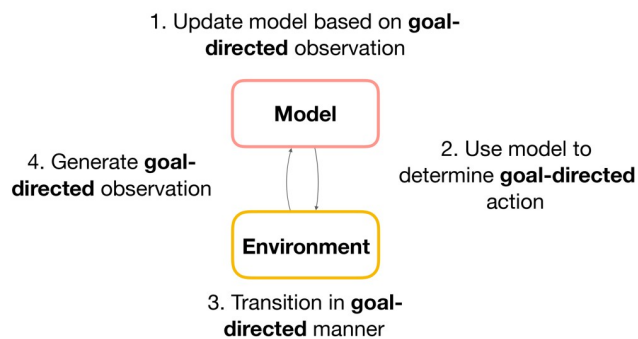 1. Update model based on goal-
directed observation
Model
4. Generate goal-
directed observation
2. Use model to
determine goal-directed
action
Environment
3. Transition in goal-
directed manner